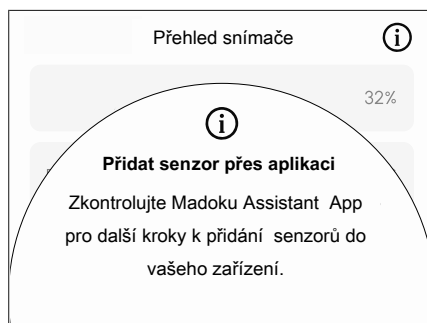 Přehled snímače
32%
Přidat senzor přes aplikaci
Zkontrolujte Madoku Assistant App
pro další kroky k přidání senzorů do
vašeho zařízení.